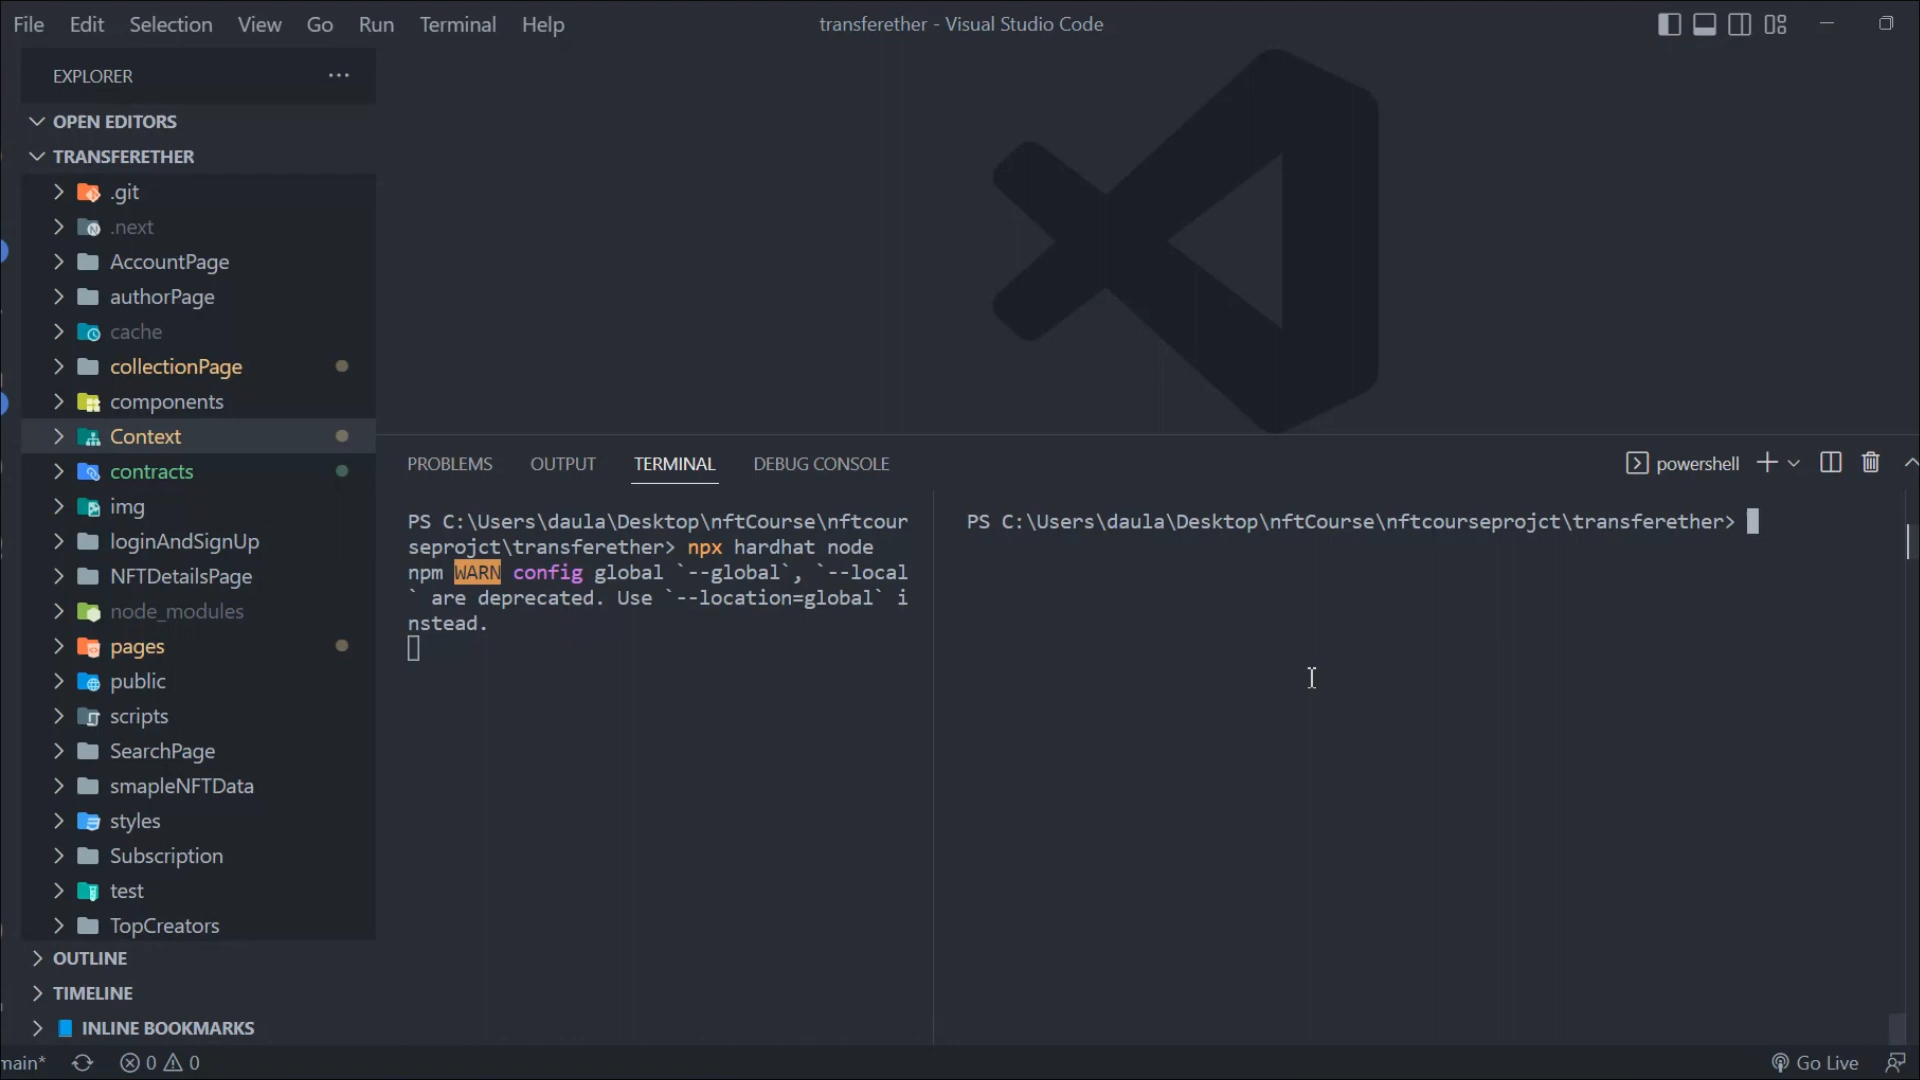 File Edit Selection View Go Run Terminal Help
transferether - Visual Studio Code
EXPLORER
OPEN EDITORS
TRANSFERETHER
.git
.next
AccountPage
authorPage
cache
collectionPage
components
Context
contracts
img
loginAndSignUp
NFTDetailsPage
node_modules
pages
public
scripts
SearchPage
smapleNFTData
styles
Subscription
test
TopCreators
OUTLINE
TIMELINE
INLINE BOOKMARKS
PROBLEMS OUTPUT TERMINAL DEBUG CONSOLE
powershell
PS C:\Users\daula\Desktop\nftCourse\nftcour
seprojct\transferether> npx hardhat node
npm WARN config global `--global`, `--local
` are deprecated. Use `--location=global` i
nstead.
PS C:\Users\daula\Desktop\nftCourse\nftcourseprojct\transferether>
main* 0 0
Go Live